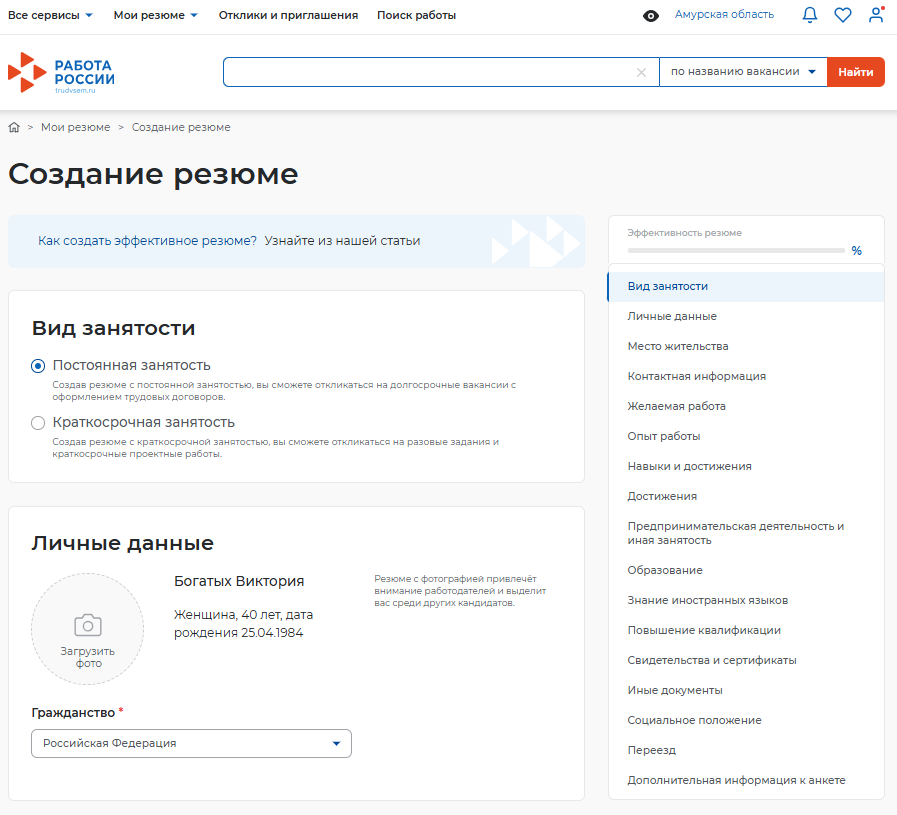 Все сервисы Мои резюме Отклики и приглашения Поиск работы Амурская область
РАБОТА
РОССИИ
trudvsem.ru
по названию вакансии Найти
> Мои резюме > Создание резюме
Создание резюме
Как создать эффективное резюме? Узнайте из нашей статьи
Вид занятости
Постоянная занятость
Создав резюме с постоянной занятостью, вы сможете откликаться на долгосрочные вакансии с
оформлением трудовых договоров.
Краткосрочная занятость
Создав резюме с краткосрочной занятостью, вы сможете откликаться на разовые задания и
краткосрочные проектные работы.
Личные данные
Загрузить
фото
Богатых Виктория
Женщина, 40 лет, дата
рождения 25.04.1984
Резюме с фотографией привлечёт
внимание работодателей и выделит
вас среди других кандидатов.
Гражданство *
Российская Федерация
Эффективность резюме
%
Вид занятости
Личные данные
Место жительства
Контактная информация
Желаемая работа
Опыт работы
Навыки и достижения
Достижения
Предпринимательская деятельность и
иная занятость
Образование
Знание иностранных языков
Повышение квалификации
Свидетельства и сертификаты
Иные документы
Социальное положение
Переезд
Дополнительная информация к анкете